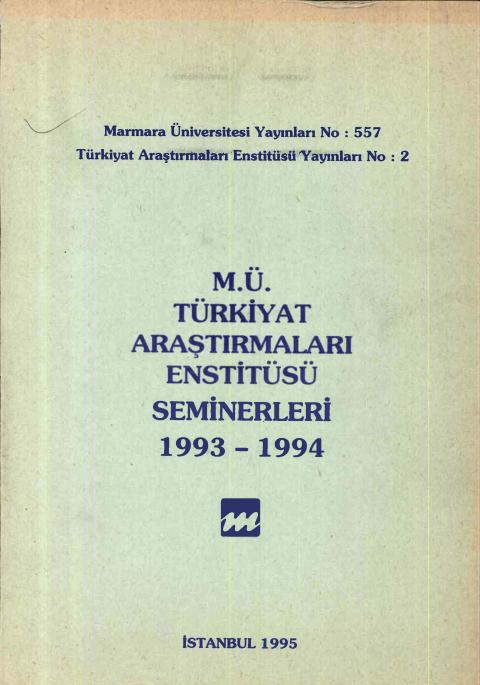 Marmara Üniversitesi Yayınları No : 557
Türkiyat Araştırmaları Enstitüsü Yayınları No : 2
M.Ü.
TÜRKİYAT
ARAŞTIRMALARI
ENSTİTÜSÜ
SEMİNERLERİ
1993 – 1994
m
İSTANBUL 1995